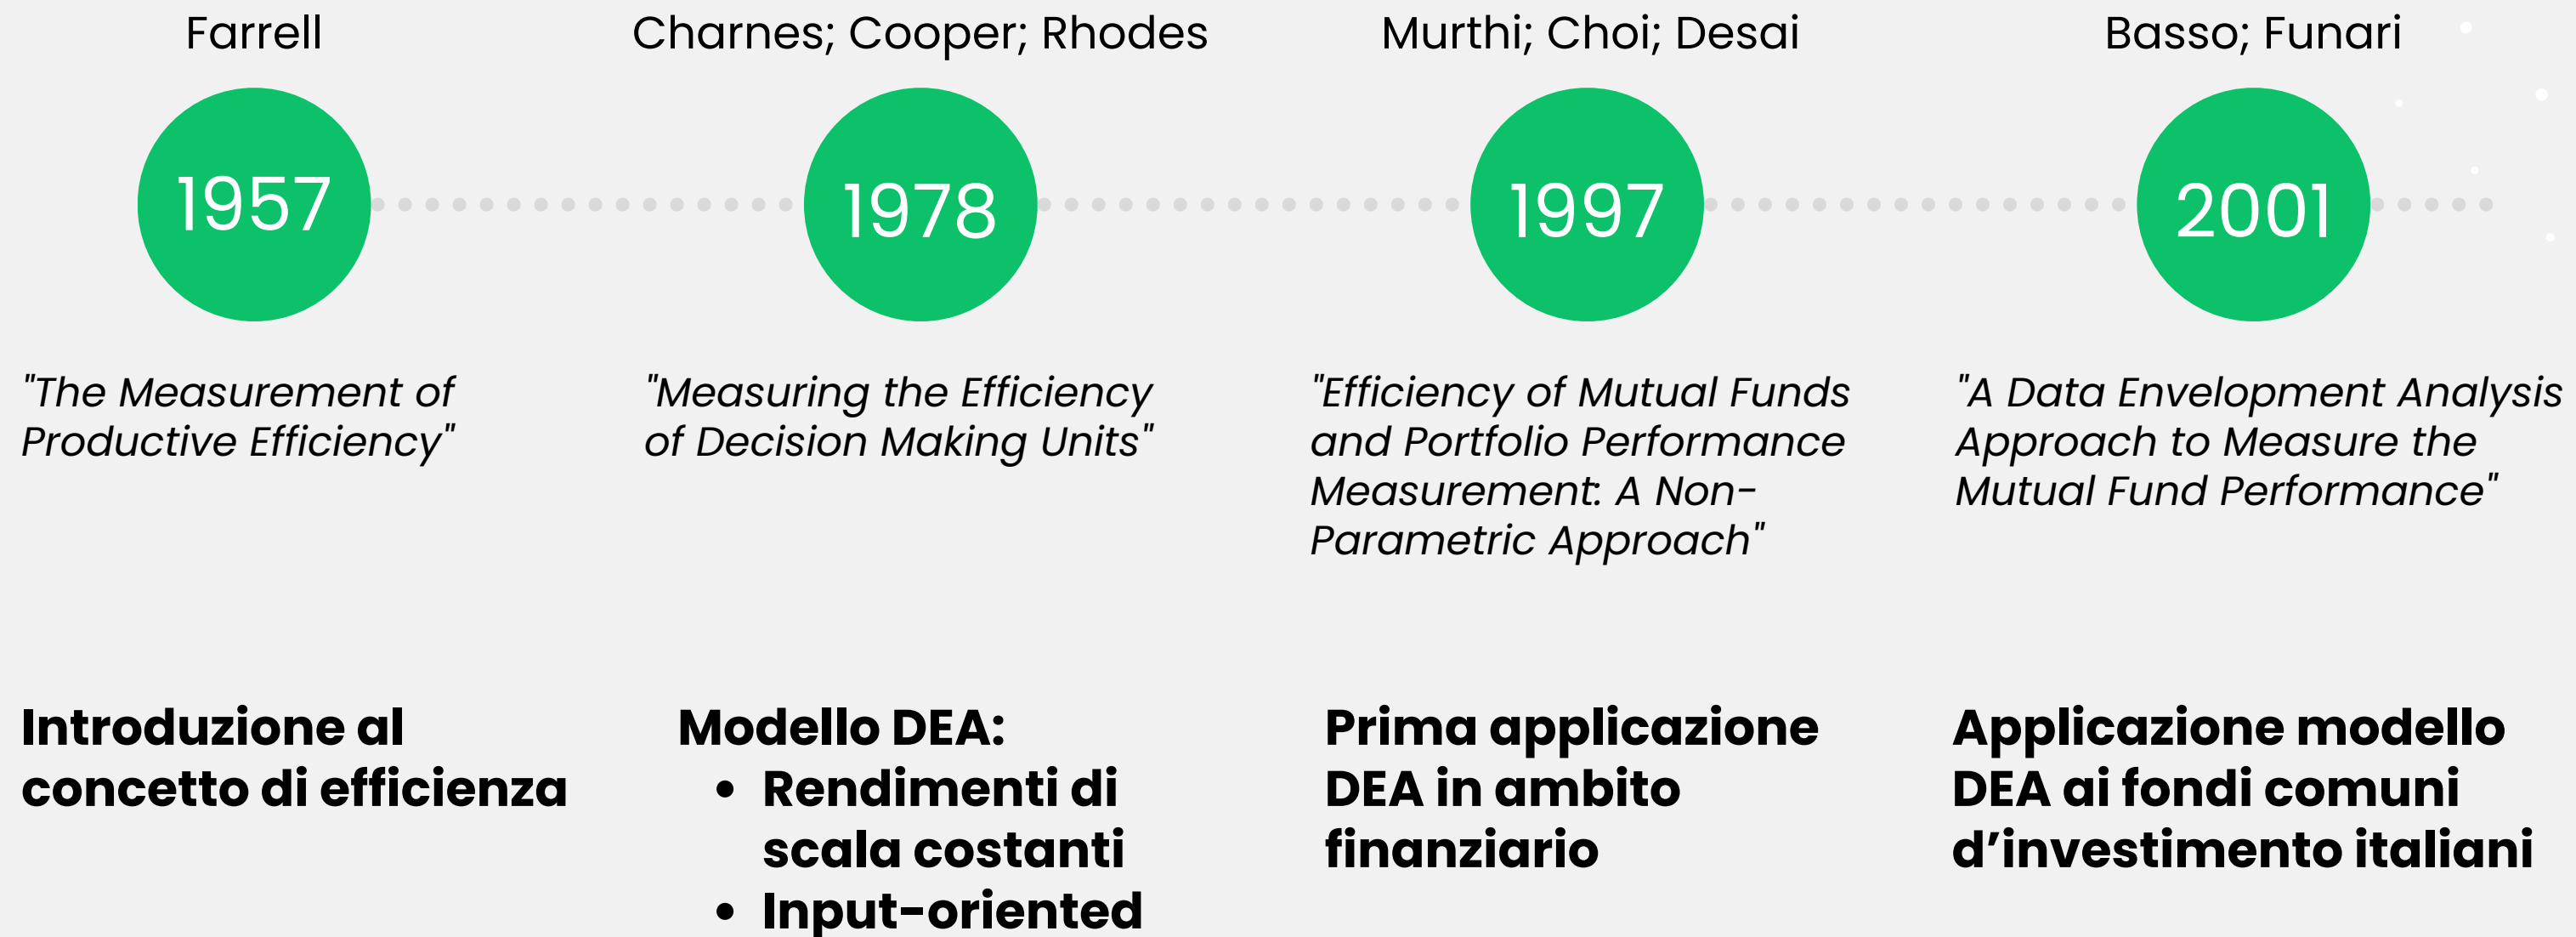 Farrell
Charnes; Cooper; Rhodes
Murthi; Choi; Desai
Basso; Funari
1957
1978
1997
2001
"The Measurement of
Productive Efficiency"
"Measuring the Efficiency
of Decision Making Units"
"Efficiency of Mutual Funds
and Portfolio Performance
Measurement: A Non-
Parametric Approach"
"A Data Envelopment Analysis
Approach to Measure the
Mutual Fund Performance"
Introduzione al
concetto di efficienza
Modello DEA:
• Rendimenti di
scala costanti
• Input-oriented
Prima applicazione
DEA in ambito
finanziario
Applicazione modello
DEA ai fondi comuni
d’investimento italiani